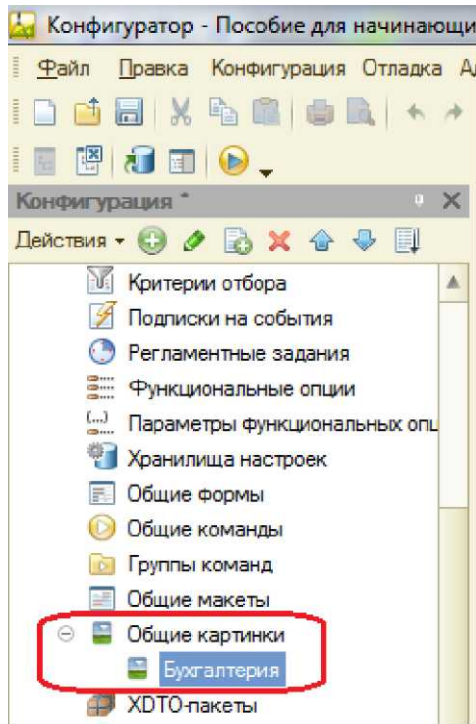 Конфигуратор - Пособие для начинающи
Файл Правка Конфигурация Отладка А
Конфигурация *
Действия
Критерии отбора
Подписки на события
Регламентные задания
Функциональные опции
Параметры функциональных опц
Хранилища настроек
Общие формы
Общие команды
Группы команд
Общие макеты
Общие картинки
Бухгалтерия
XDTO-пакеты